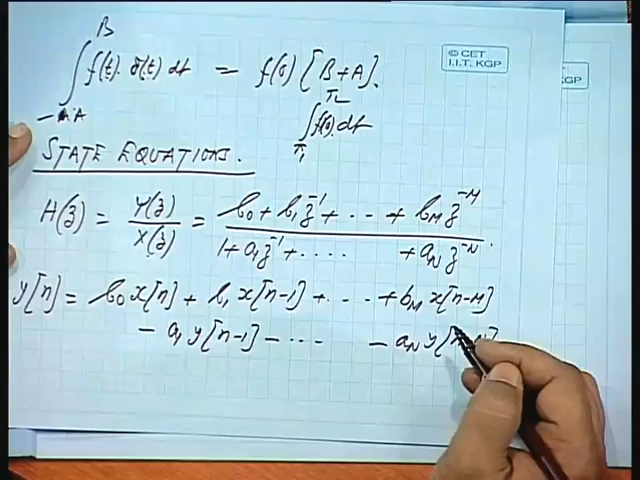 B
∫ f(t). δ(t) dt = f(0) [B+A].
-A
T2
∫ f(t).dt
T1
© CET
I.I.T. KGP
KGP
STATE EQUATIONS.
H(z) = Y(z)/X(z) = (b0 + b1 z^-1 + ... + bM z^-M) / (1 + a1 z^-1 + .... + aN z^-N).
y[n] = b0 x[n] + b1 x[n-1] + ... + bM x[n-M]
- a1 y[n-1] - ... - aN y[n-N]